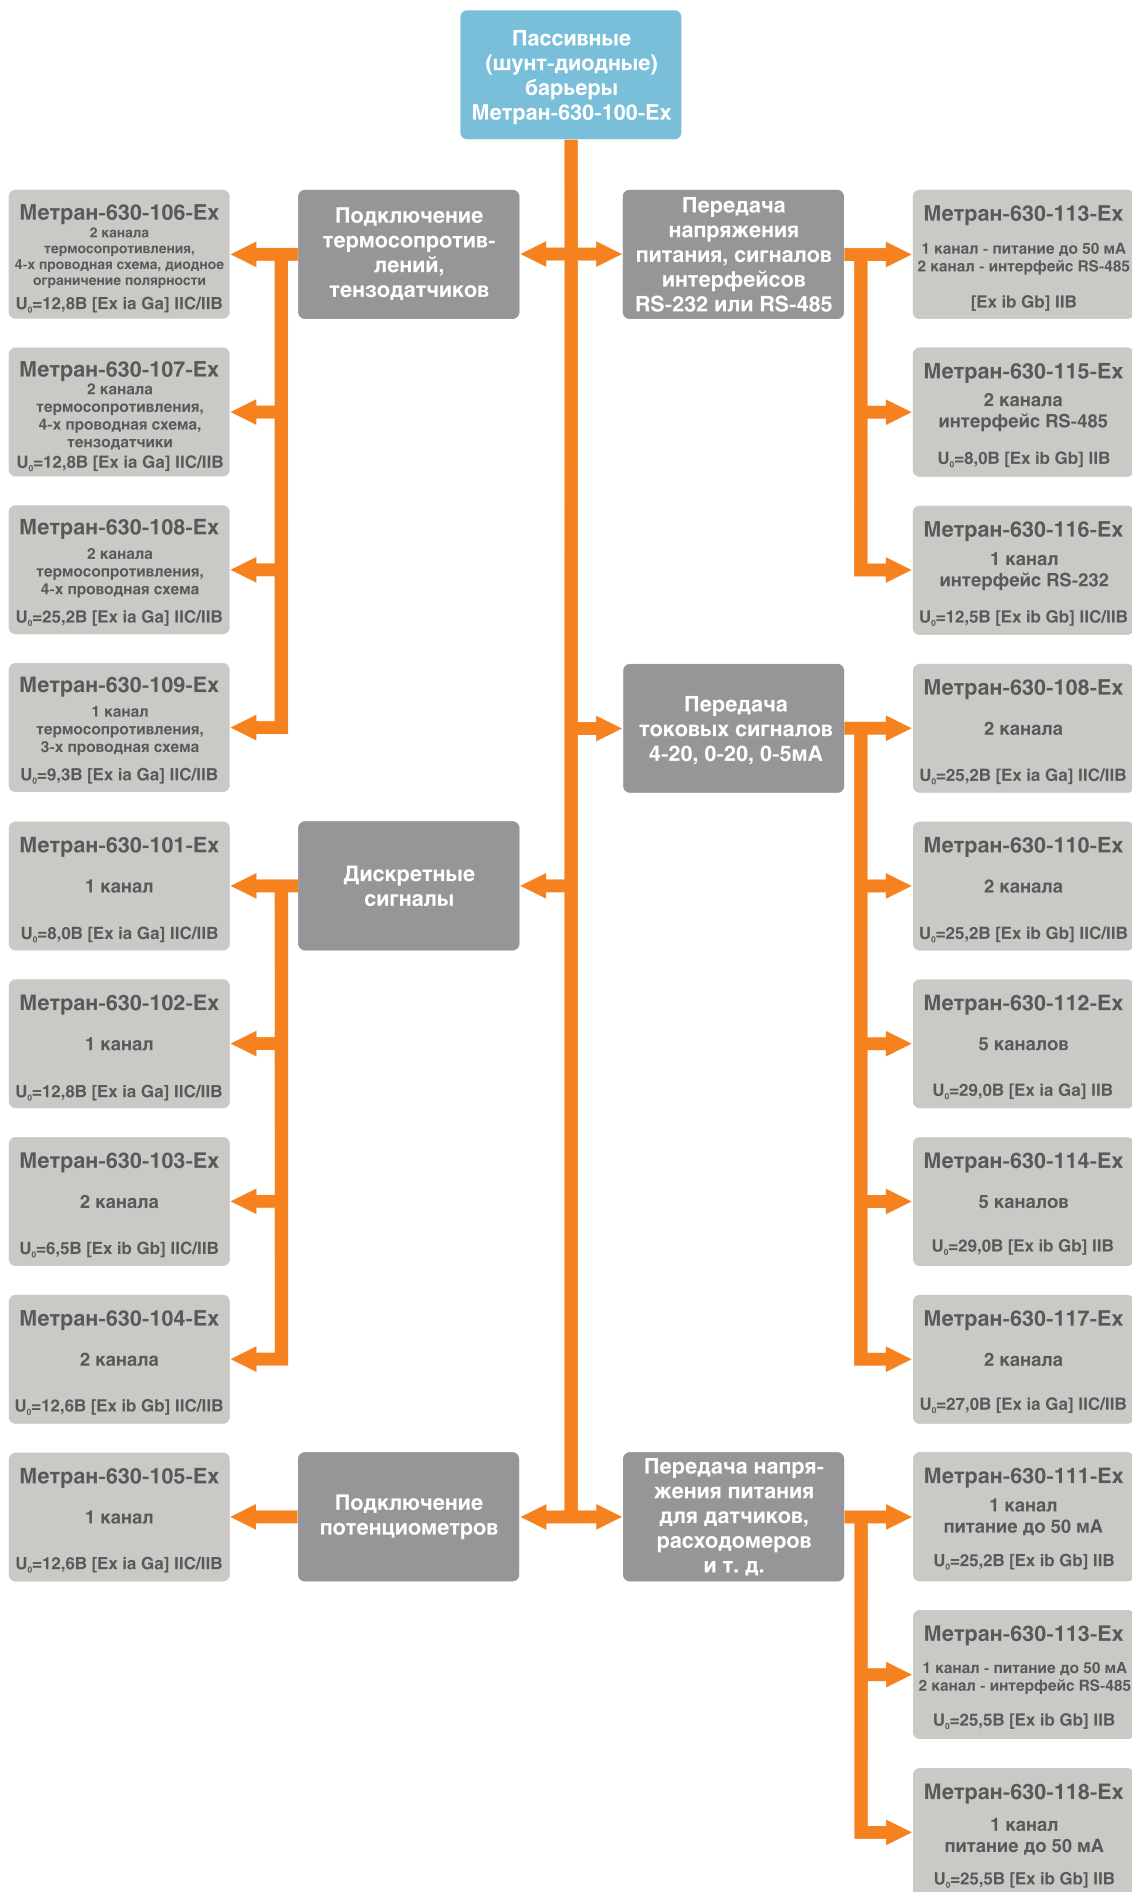 Пассивные
(шунт-диодные)
барьеры
Метран-630-100-Ex
Подключение
термосопротив-
лений,
тензодатчиков
Метран-630-106-Ex
2 канала
термосопротивления,
4-х проводная схема, диодное
ограничение полярности
U₀=12,8В [Ex ia Ga] IIC/IIB
Метран-630-107-Ex
2 канала
термосопротивления,
4-х проводная схема,
тензодатчики
U₀=12,8В [Ex ia Ga] IIC/IIB
Метран-630-108-Ex
2 канала
термосопротивления,
4-х проводная схема
U₀=25,2В [Ex ia Ga] IIC/IIB
Метран-630-109-Ex
1 канал
термосопротивления,
3-х проводная схема
U₀=9,3В [Ex ia Ga] IIC/IIB
Дискретные
сигналы
Метран-630-101-Ex
1 канал
U₀=8,0В [Ex ia Ga] IIC/IIB
Метран-630-102-Ex
1 канал
U₀=12,8В [Ex ia Ga] IIC/IIB
Метран-630-103-Ex
2 канала
U₀=6,5В [Ex ib Gb] IIC/IIB
Метран-630-104-Ex
2 канала
U₀=12,6В [Ex ib Gb] IIC/IIB
Подключение
потенциометров
Метран-630-105-Ex
1 канал
U₀=12,6В [Ex ia Ga] IIC/IIB
Передача
напряжения
питания, сигналов
интерфейсов
RS-232 или RS-485
Метран-630-113-Ex
1 канал - питание до 50 мА
2 канал - интерфейс RS-485
[Ex ib Gb] IIB
Метран-630-115-Ex
2 канала
интерфейс RS-485
U₀=8,0В [Ex ib Gb] IIB
Метран-630-116-Ex
1 канал
интерфейс RS-232
U₀=12,5В [Ex ib Gb] IIC/IIB
Передача
токовых сигналов
4-20, 0-20, 0-5мА
Метран-630-108-Ex
2 канала
U₀=25,2В [Ex ia Ga] IIC/IIB
Метран-630-110-Ex
2 канала
U₀=25,2В [Ex ib Gb] IIC/IIB
Метран-630-112-Ex
5 каналов
U₀=29,0В [Ex ia Ga] IIB
Метран-630-114-Ex
5 каналов
U₀=29,0В [Ex ib Gb] IIB
Метран-630-117-Ex
2 канала
U₀=27,0В [Ex ia Ga] IIC/IIB
Передача напря-
жения питания
для датчиков,
расходомеров
и т. д.
Метран-630-111-Ex
1 канал
питание до 50 мА
U₀=25,2В [Ex ib Gb] IIB
Метран-630-113-Ex
1 канал - питание до 50 мА
2 канал - интерфейс RS-485
U₀=25,5В [Ex ib Gb] IIB
Метран-630-118-Ex
1 канал
питание до 50 мА
U₀=25,5В [Ex ib Gb] IIB